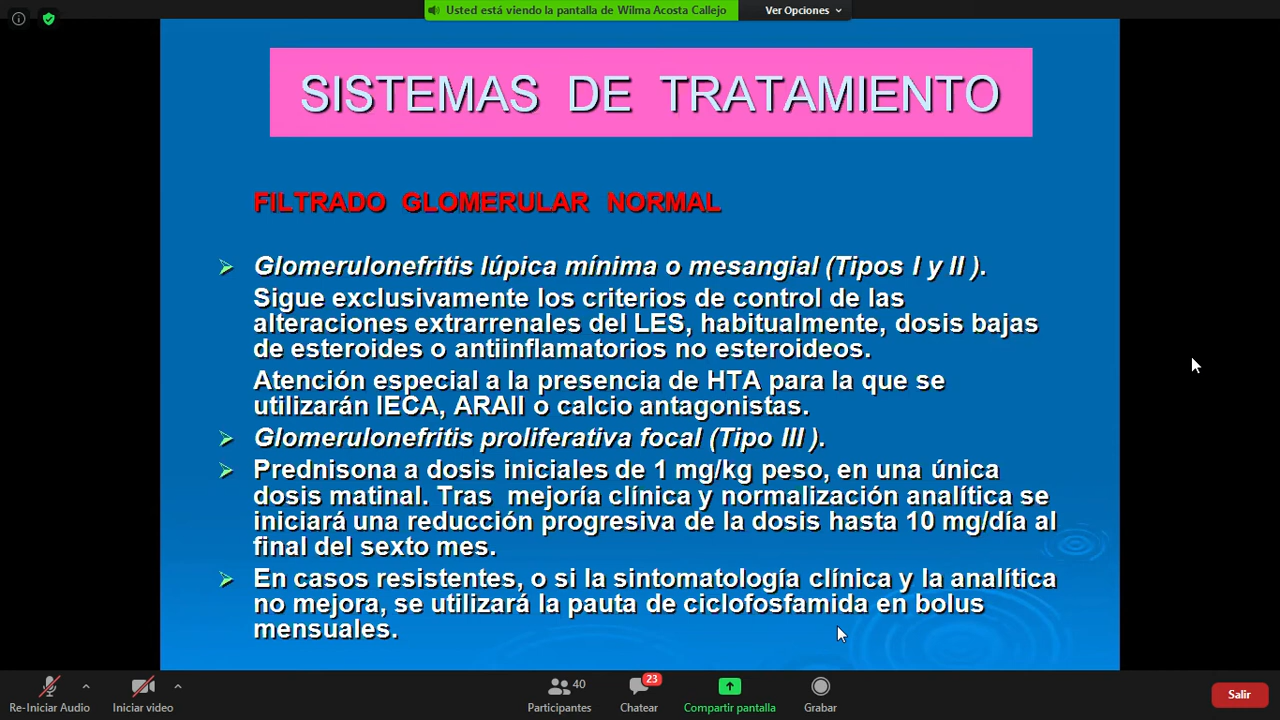 Usted está viendo la pantalla de Wilma Acosta Callejo
Ver Opciones
SISTEMAS DE TRATAMIENTO
FILTRADO GLOMERULAR NORMAL
Glomerulonefritis lúpica mínima o mesangial (Tipos I y II ).
Sigue exclusivamente los criterios de control de las
alteraciones extrarrenales del LES, habitualmente, dosis bajas
de esteroides o antiinflamatorios no esteroideos.
Atención especial a la presencia de HTA para la que se
utilizarán IECA, ARAII o calcio antagonistas.
Glomerulonefritis proliferativa focal (Tipo III ).
Prednisona a dosis iniciales de 1 mg/kg peso, en una única
dosis matinal. Tras mejoría clínica y normalización analítica se
iniciará una reducción progresiva de la dosis hasta 10 mg/día al
final del sexto mes.
En casos resistentes, o si la sintomatología clínica y la analítica
no mejora, se utilizará la pauta de ciclofosfamida en bolus
mensuales.
40
23
Re-Iniciar Audio
Iniciar video
Participantes
Chatear
Compartir pantalla
Grabar
Salir